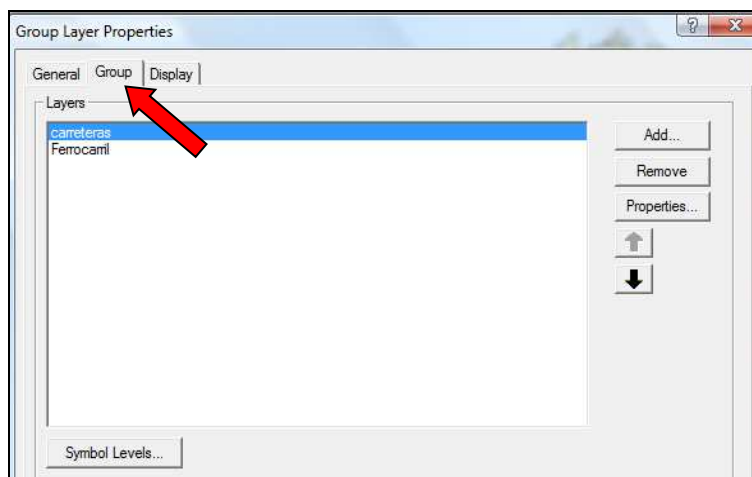 Group Layer Properties
General Group Display
Layers
carreteras
Ferrocarril
Add...
Remove
Properties...
Symbol Levels...